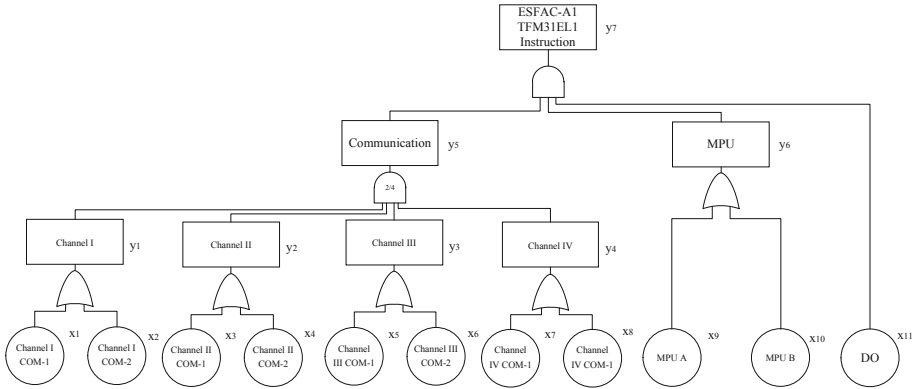 ESFAC-A1
TFM31EL1
Instruction
y7
Communication
y5
MPU
y6
2/4
Channel I
y1
Channel II
y2
Channel III
y3
Channel IV
y4
Channel I
COM-1
x1
Channel I
COM-2
x2
Channel II
COM-1
x3
Channel II
COM-2
x4
Channel
III COM-1
x5
Channel III
COM-2
x6
Channel
IV COM-1
x7
Channel
IV COM-1
x8
MPU A
x9
MPU B
x10
DO
x11